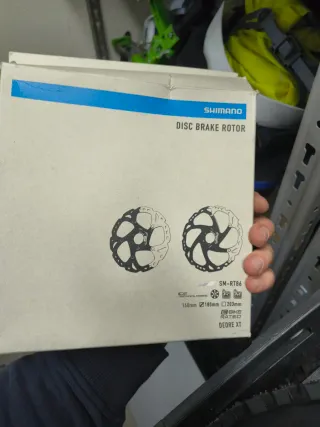 SHIMANO
DISC BRAKE ROTOR
SM-RT86
160mm 180mm 203mm
DEORE XT